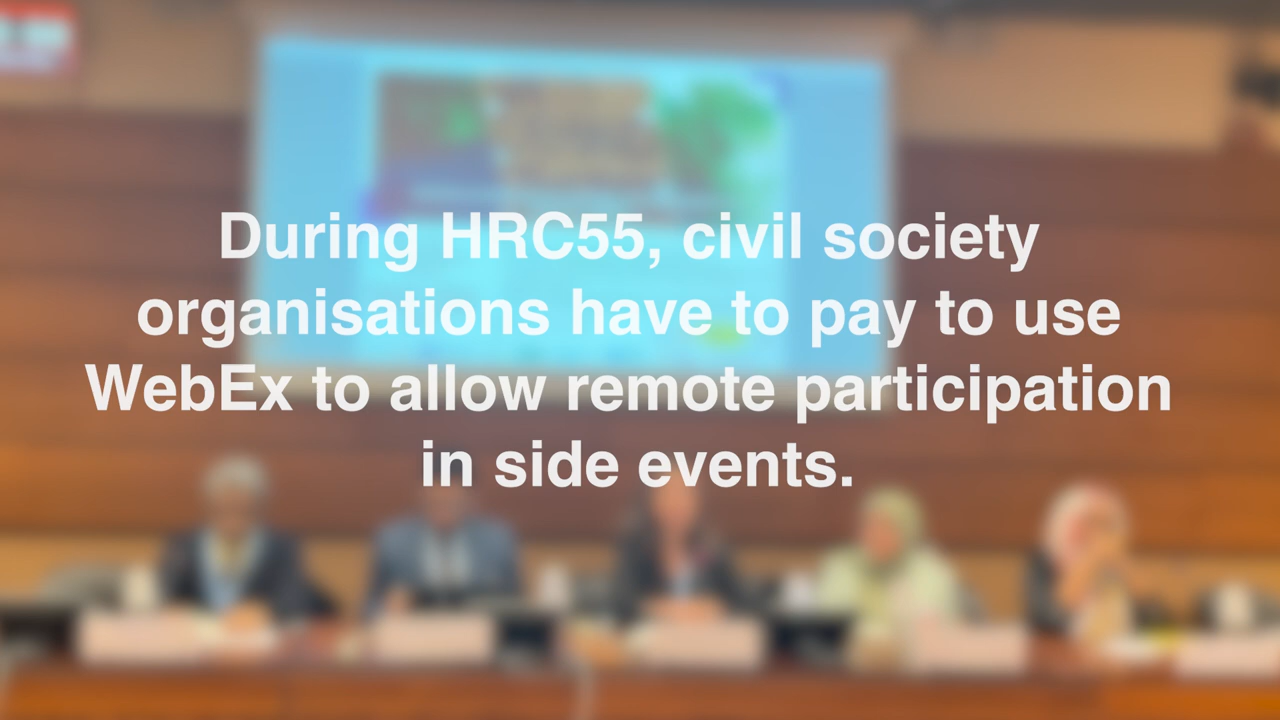 During HRC55, civil society
organisations have to pay to use
WebEx to allow remote participation
in side events.